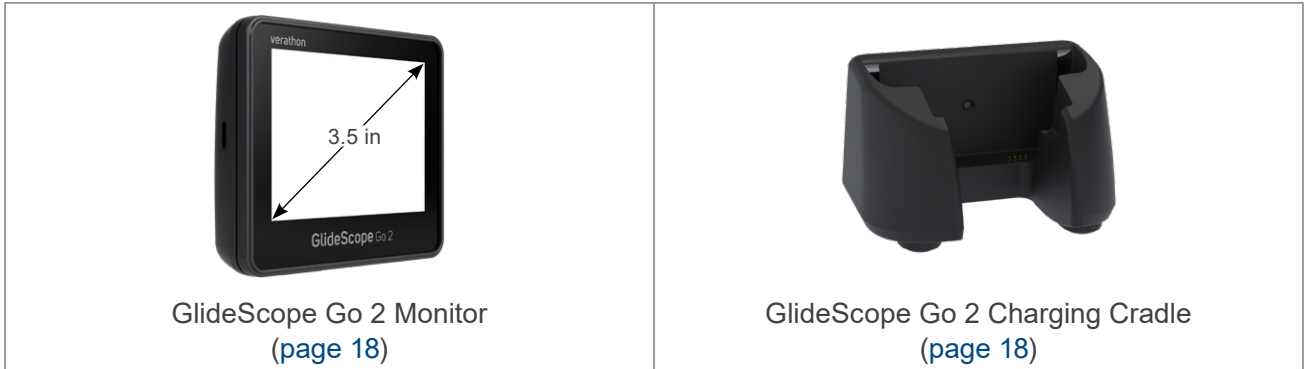 verathon
3.5 in
GlideScope Go 2
GlideScope Go 2 Monitor
(page 18)
GlideScope Go 2 Charging Cradle
(page 18)